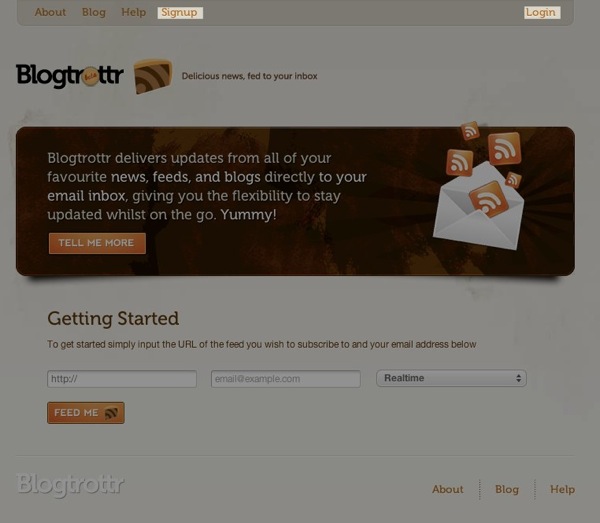 About Blog Help Signup Login
Blogtrottr beta Delicious news, fed to your inbox
Blogtrottr delivers updates from all of your
favourite news, feeds, and blogs directly to your
email inbox, giving you the flexibility to stay
updated whilst on the go. Yummy!
TELL ME MORE
Getting Started
To get started simply input the URL of the feed you wish to subscribe to and your email address below
http:// email@example.com Realtime
FEED ME
Blogtrottr About Blog Help